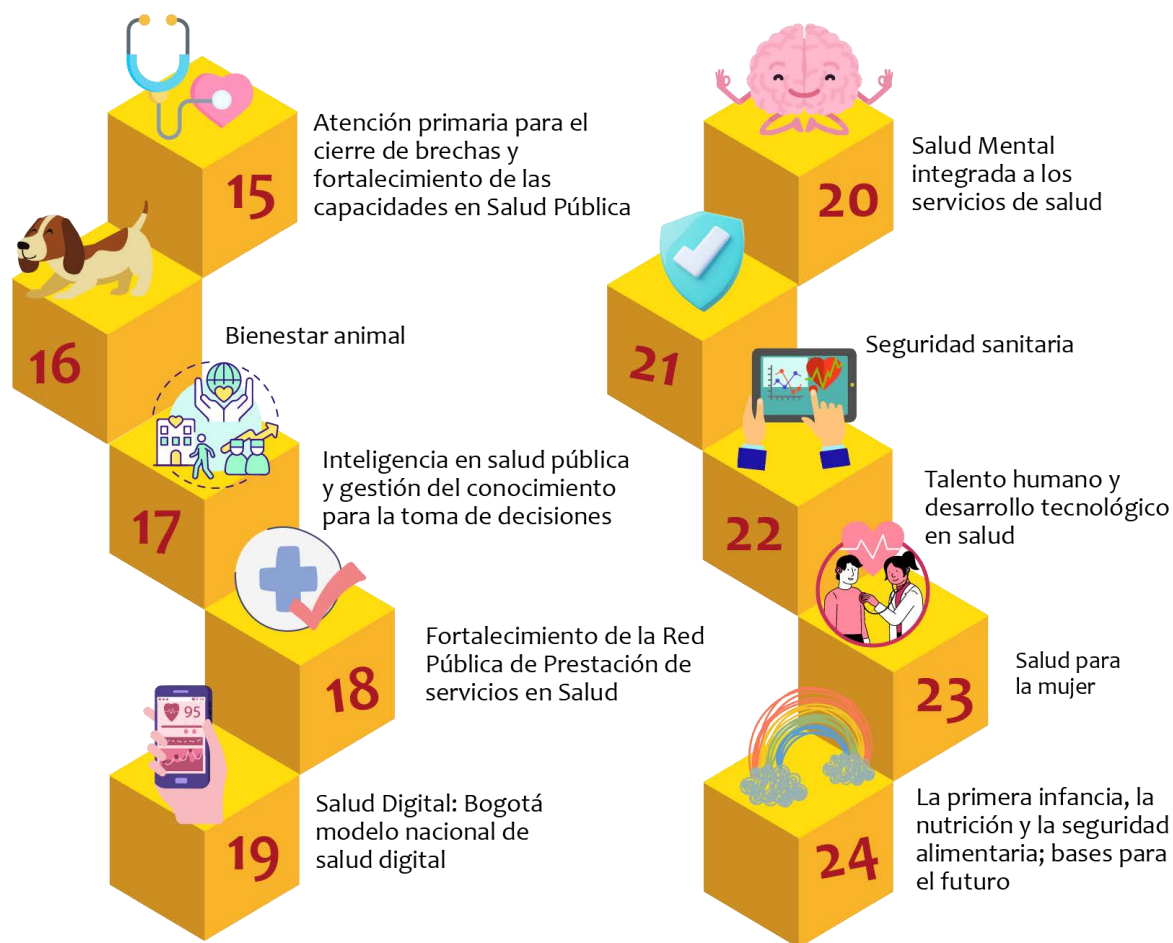 15
Atención primaria para el
cierre de brechas y
fortalecimiento de las
capacidades en Salud Pública
16
Bienestar animal
17
Inteligencia en salud pública
y gestión del conocimiento
para la toma de decisiones
18
Fortalecimiento de la Red
Pública de Prestación de
servicios en Salud
95
19
Salud Digital: Bogotá
modelo nacional de
salud digital
20
Salud Mental
integrada a los
servicios de salud
21
Seguridad sanitaria
22
Talento humano y
desarrollo tecnológico
en salud
23
Salud para
la mujer
24
La primera infancia, la
nutrición y la seguridad
alimentaria; bases para
el futuro